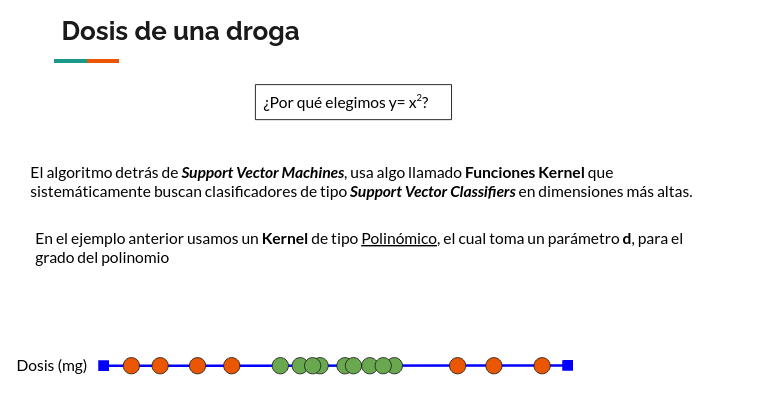 Dosis de una droga
¿Por qué elegimos y= x²?
El algoritmo detrás de Support Vector Machines, usa algo llamado Funciones Kernel que
sistemáticamente buscan clasificadores de tipo Support Vector Classifiers en dimensiones más altas.
En el ejemplo anterior usamos un Kernel de tipo Polinómico, el cual toma un parámetro d, para el
grado del polinomio
Dosis (mg)